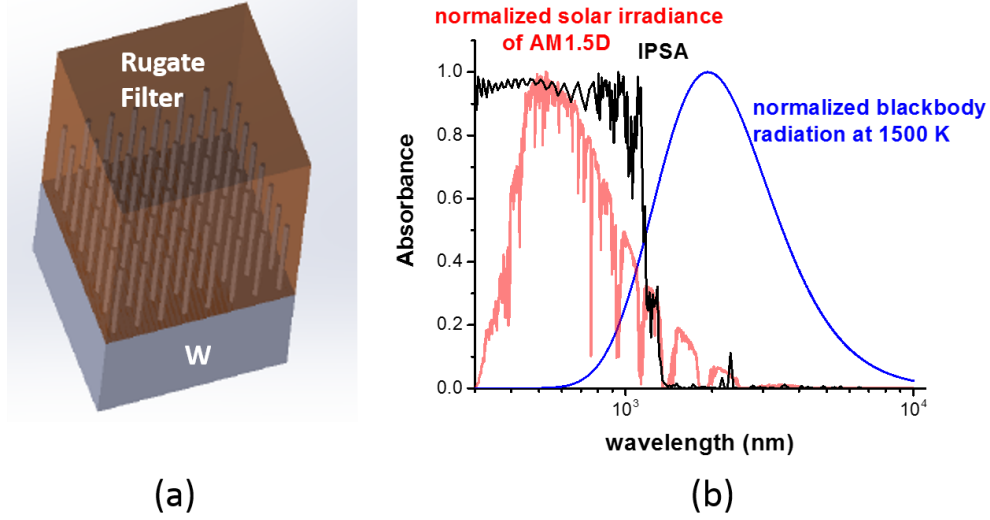 Rugate
Filter
W
(a)
normalized solar irradiance
of AM1.5D
IPSA
normalized blackbody
radiation at 1500 K
Absorbance
1.0
0.8
0.6
0.4
0.2
0.0
10³
10⁴
wavelength (nm)
(b)